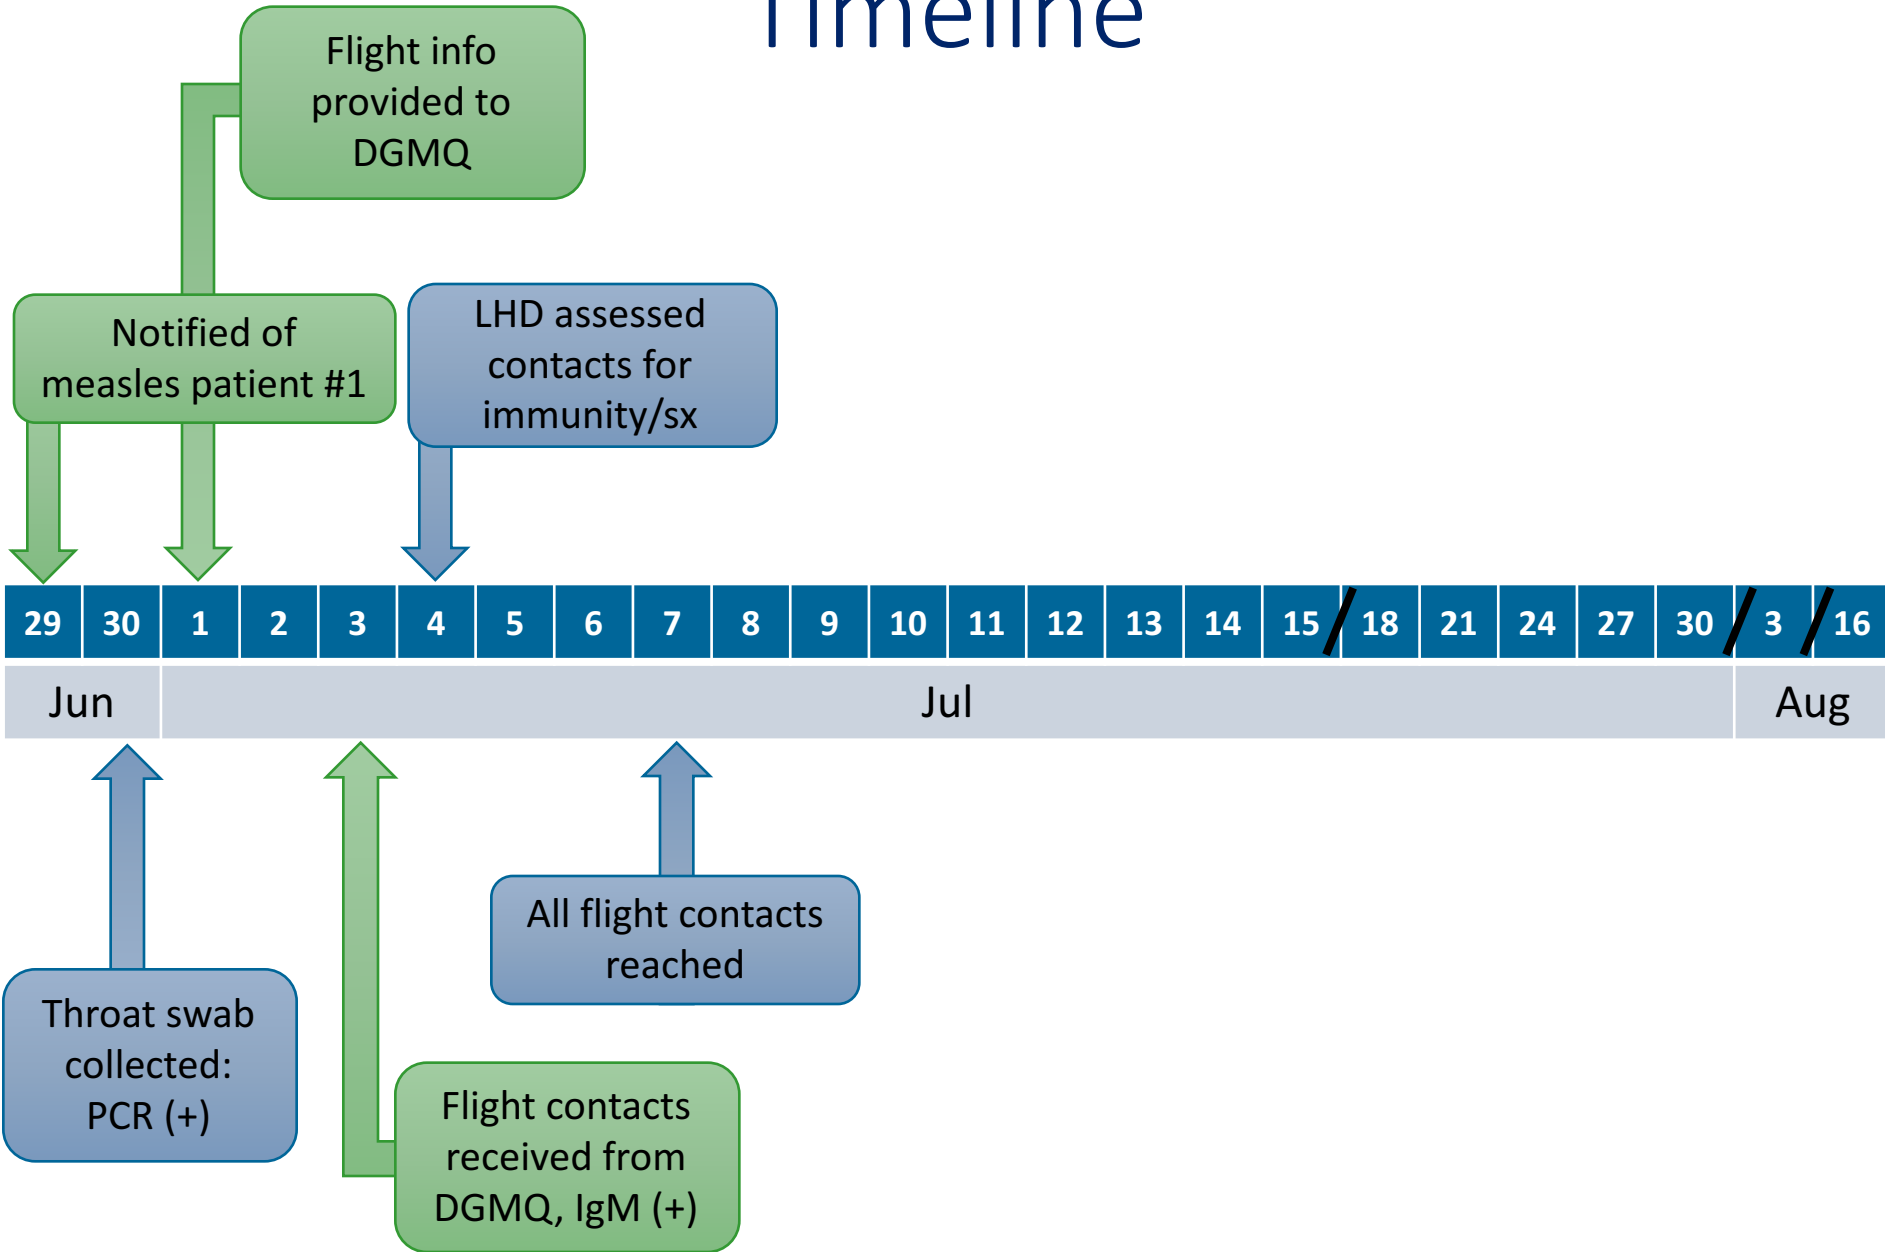 Timeline
Flight info
provided to
DGMQ
Notified of
measles patient #1
LHD assessed
contacts for
immunity/sx
29 30 1 2 3 4 5 6 7 8 9 10 11 12 13 14 15 18 21 24 27 30 3 16
Jun Jul Aug
All flight contacts
reached
Throat swab
collected:
PCR (+)
Flight contacts
received from
DGMQ, IgM (+)